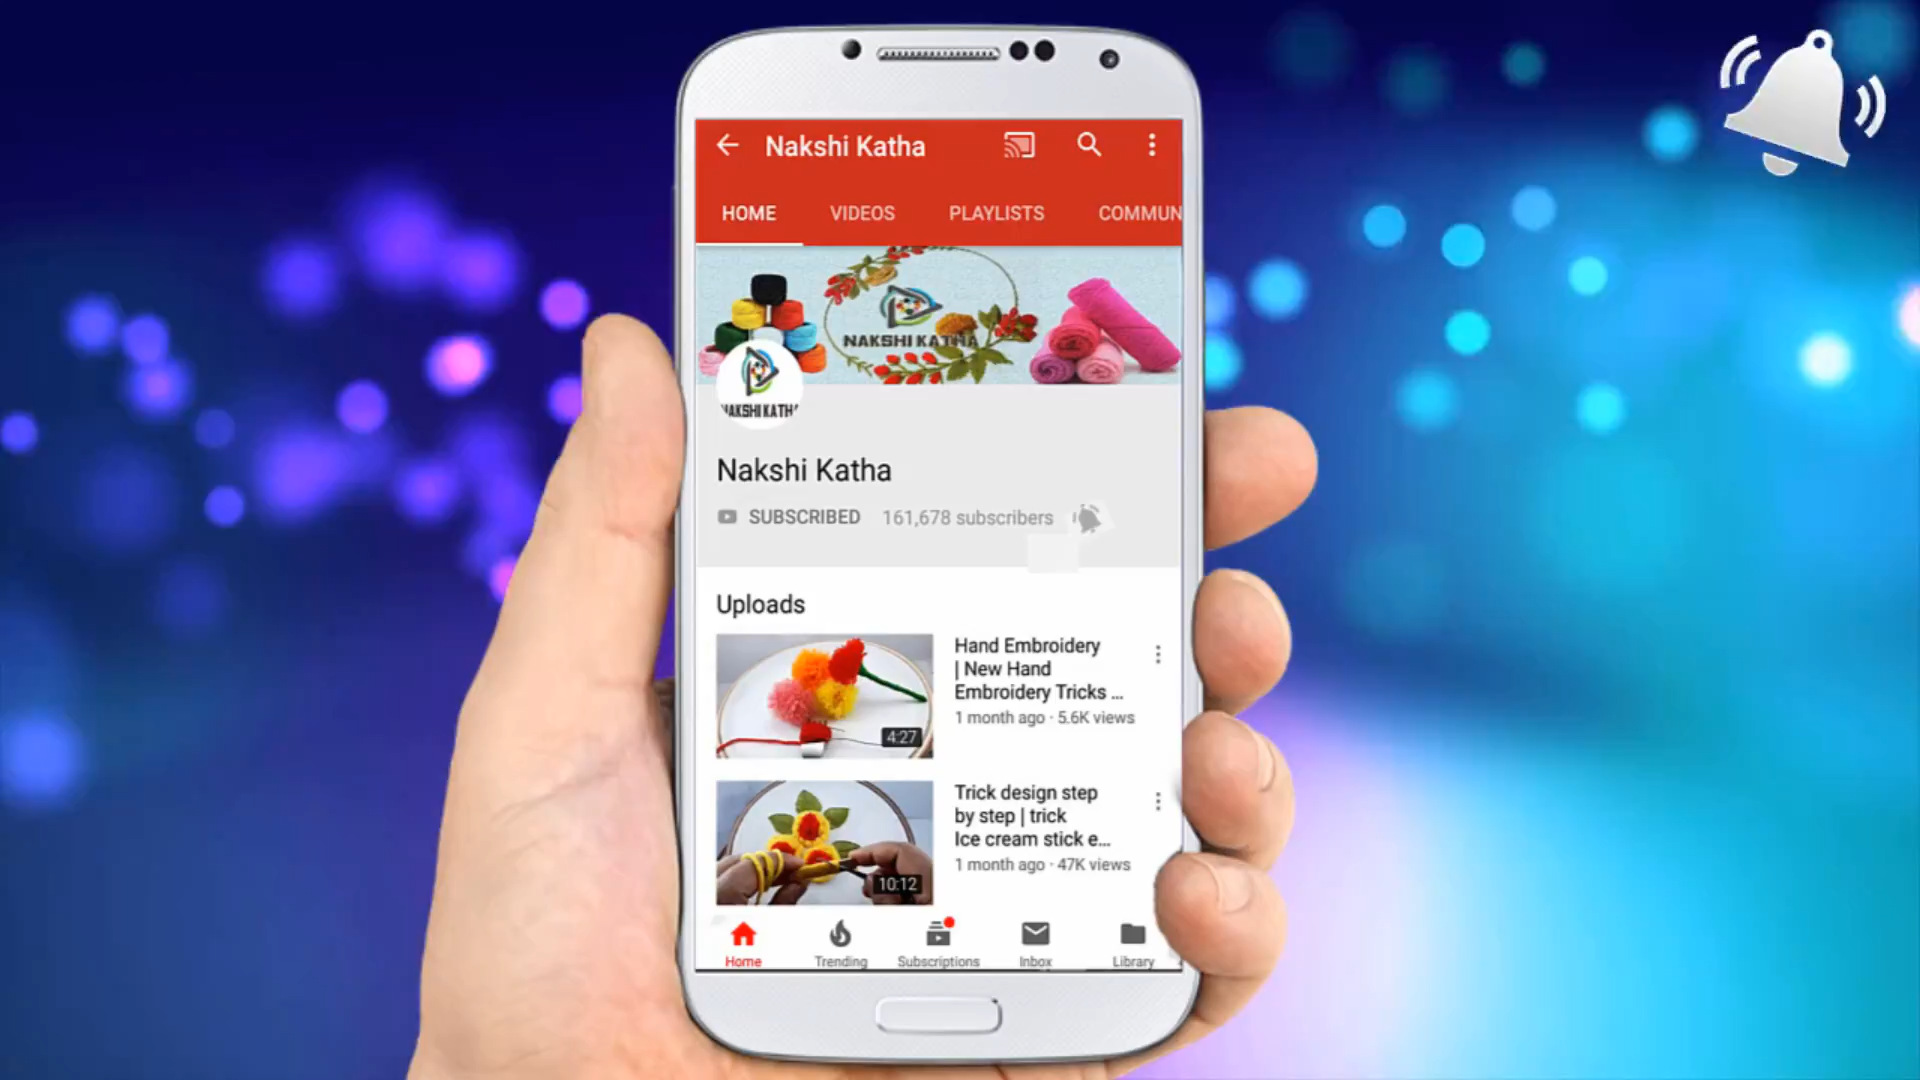 Nakshi Katha
HOME VIDEOS PLAYLISTS COMMUN
NAKSHI KATHA
NAKSHI KATHA
Nakshi Katha
SUBSCRIBED 161,678 subscribers
Uploads
Hand Embroidery
| New Hand
Embroidery Tricks ...
1 month ago · 5.6K views
4:27
Trick design step
by step | trick
Ice cream stick e...
1 month ago · 47K views
10:12
Home Trending Subscriptions Inbox Library